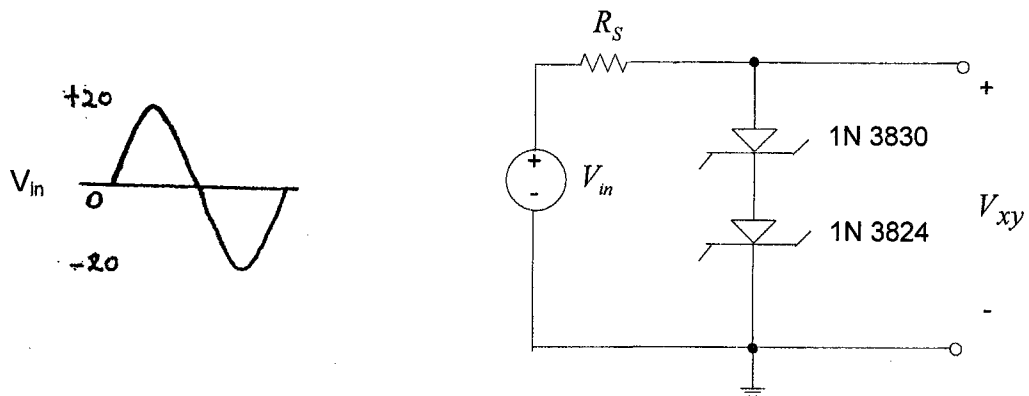 R_S
+20
+
1N 3830
V_in
0
+
-
V_in
V_xy
1N 3824
-20
-